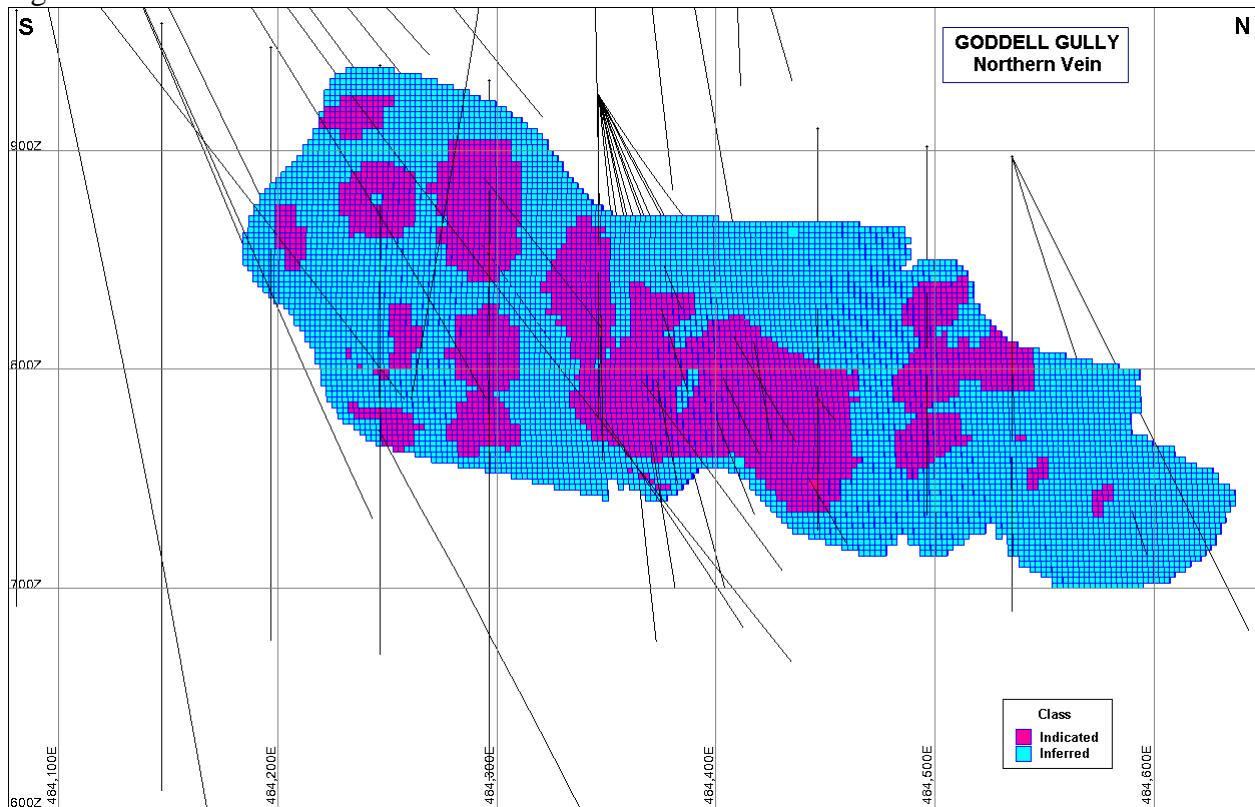 S
N
GODDELL GULLY
Northern Vein
900Z
800Z
700Z
600Z
484,100E
484,200E
484,300E
484,400E
484,500E
484,600E
Class
Indicated
Inferred